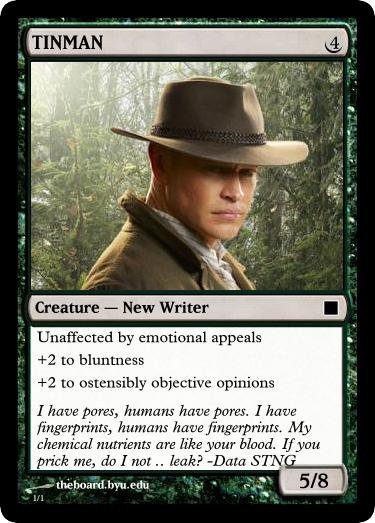 TINMAN 4
Creature — New Writer
Unaffected by emotional appeals
+2 to bluntness
+2 to ostensibly objective opinions
I have pores, humans have pores. I have
fingerprints, humans have fingerprints. My
chemical nutrients are like your blood. If you
prick me, do I not .. leak? -Data STNG
5/8
theboard.byu.edu
1/1